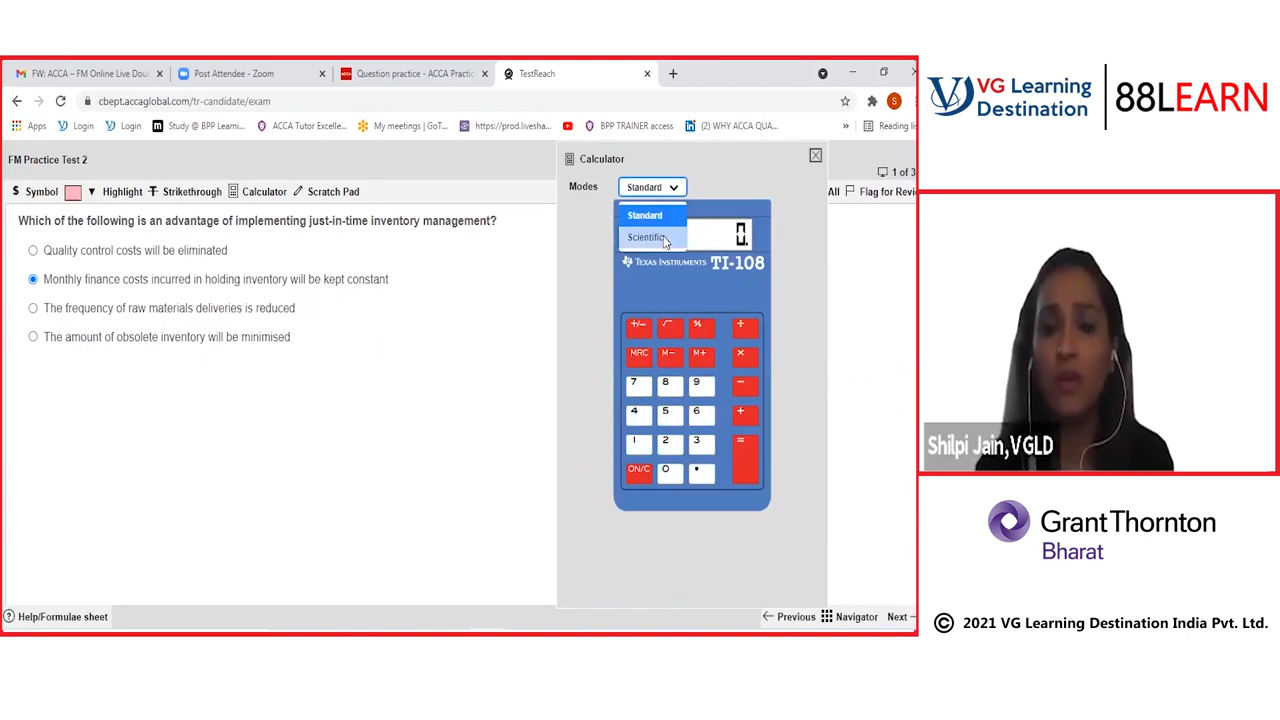 FW: ACCA – FM Online Live Dou
Post Attendee - Zoom
ACCA
Question practice - ACCA Practic
TestReach
cbept.accaglobal.com/tr-candidate/exam
S
Apps
Login
Login
Study @ BPP Learni...
ACCA Tutor Excelle...
My meetings | GoT...
https://prod.livesha...
BPP TRAINER access
(2) WHY ACCA QUA...
»
Reading lis
FM Practice Test 2
1 of 3
$ Symbol
Highlight
Strikethrough
Calculator
Scratch Pad
All
Flag for Revie
Which of the following is an advantage of implementing just-in-time inventory management?
Quality control costs will be eliminated
Monthly finance costs incurred in holding inventory will be kept constant
The frequency of raw materials deliveries is reduced
The amount of obsolete inventory will be minimised
Calculator
Modes
Standard
Standard
Scientific
0.
TEXAS INSTRUMENTS TI-108
+/- √ % ÷
MRC M- M+ ×
7 8 9 −
4 5 6 +
1 2 3 =
ON/C 0 •
? Help/Formulae sheet
Previous
Navigator
Next
VG Learning
Destination
88LEARN
Shilpi Jain,VGLD
Grant Thornton
Bharat
© 2021 VG Learning Destination India Pvt. Ltd.